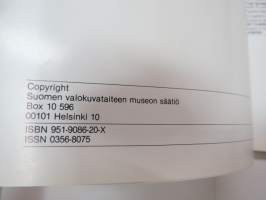 Copyright
Suomen valokuvataiteen museon säätiö
Box 10 596
00101 Helsinki 10
ISBN 951-9086-20-X
ISSN 0356-8075